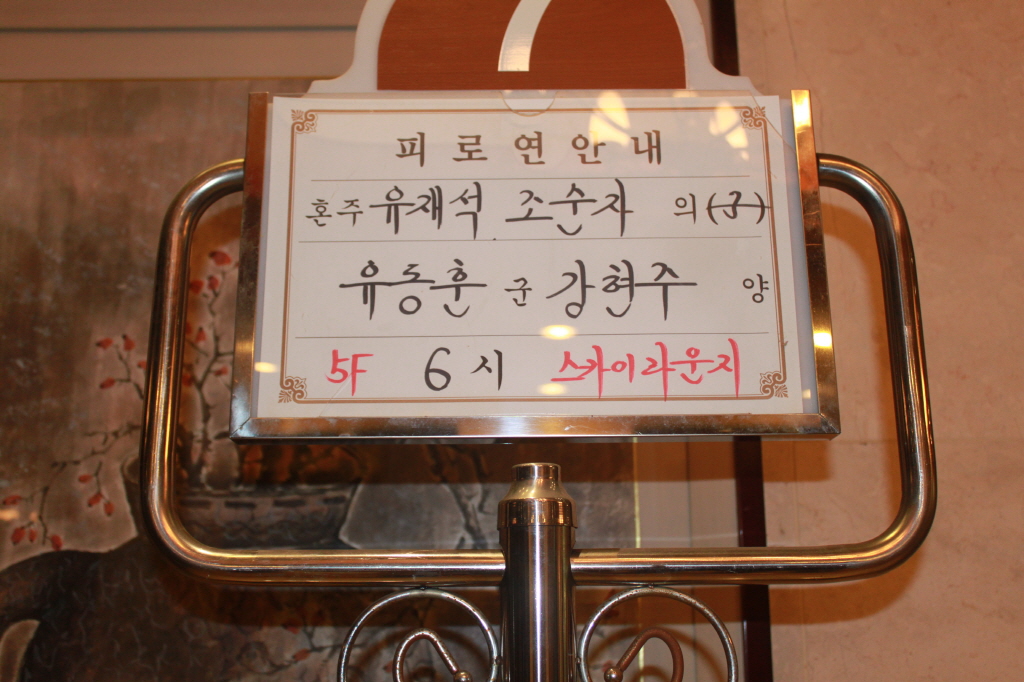 피로연안내
혼주 유재석 조순자 의(子)
유동훈 군 강현주 양
5F 6시 스카이라운지